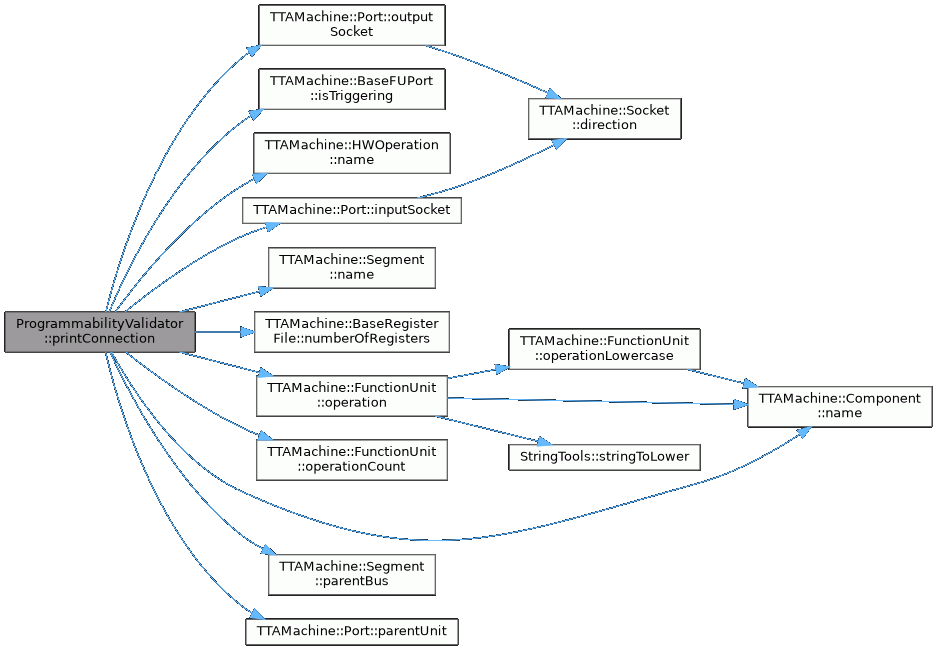 TTAMachine::Port::output
Socket
TTAMachine::BaseFUPort
::isTriggering
TTAMachine::Socket
::direction
TTAMachine::HWOperation
::name
TTAMachine::Port::inputSocket
TTAMachine::Segment
::name
ProgrammabilityValidator
::printConnection
TTAMachine::BaseRegister
File::numberOfRegisters
TTAMachine::FunctionUnit
::operationLowercase
TTAMachine::FunctionUnit
::operation
TTAMachine::Component
::name
TTAMachine::FunctionUnit
::operationCount
StringTools::stringToLower
TTAMachine::Segment
::parentBus
TTAMachine::Port::parentUnit